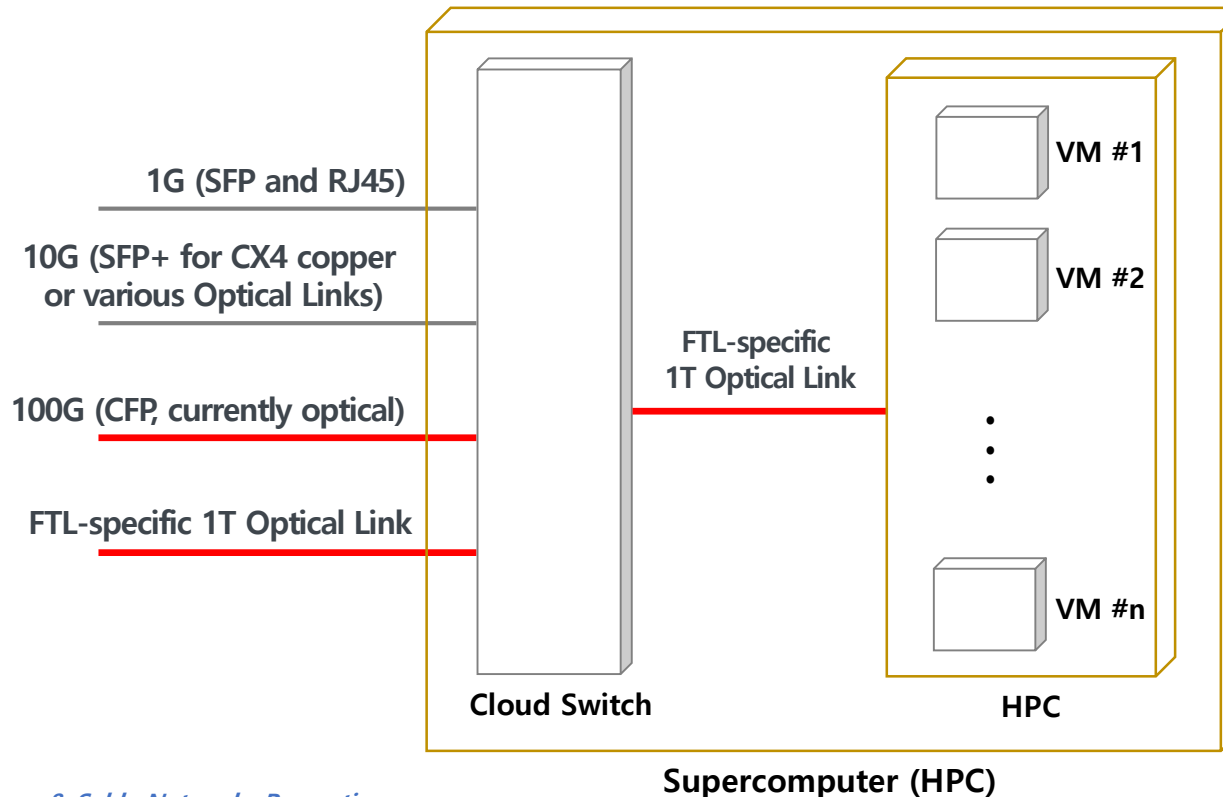 1G (SFP and RJ45)
10G (SFP+ for CX4 copper
or various Optical Links)
100G (CFP, currently optical)
FTL-specific 1T Optical Link
FTL-specific
1T Optical Link
VM #1
VM #2
VM #n
Cloud Switch
HPC
Supercomputer (HPC)